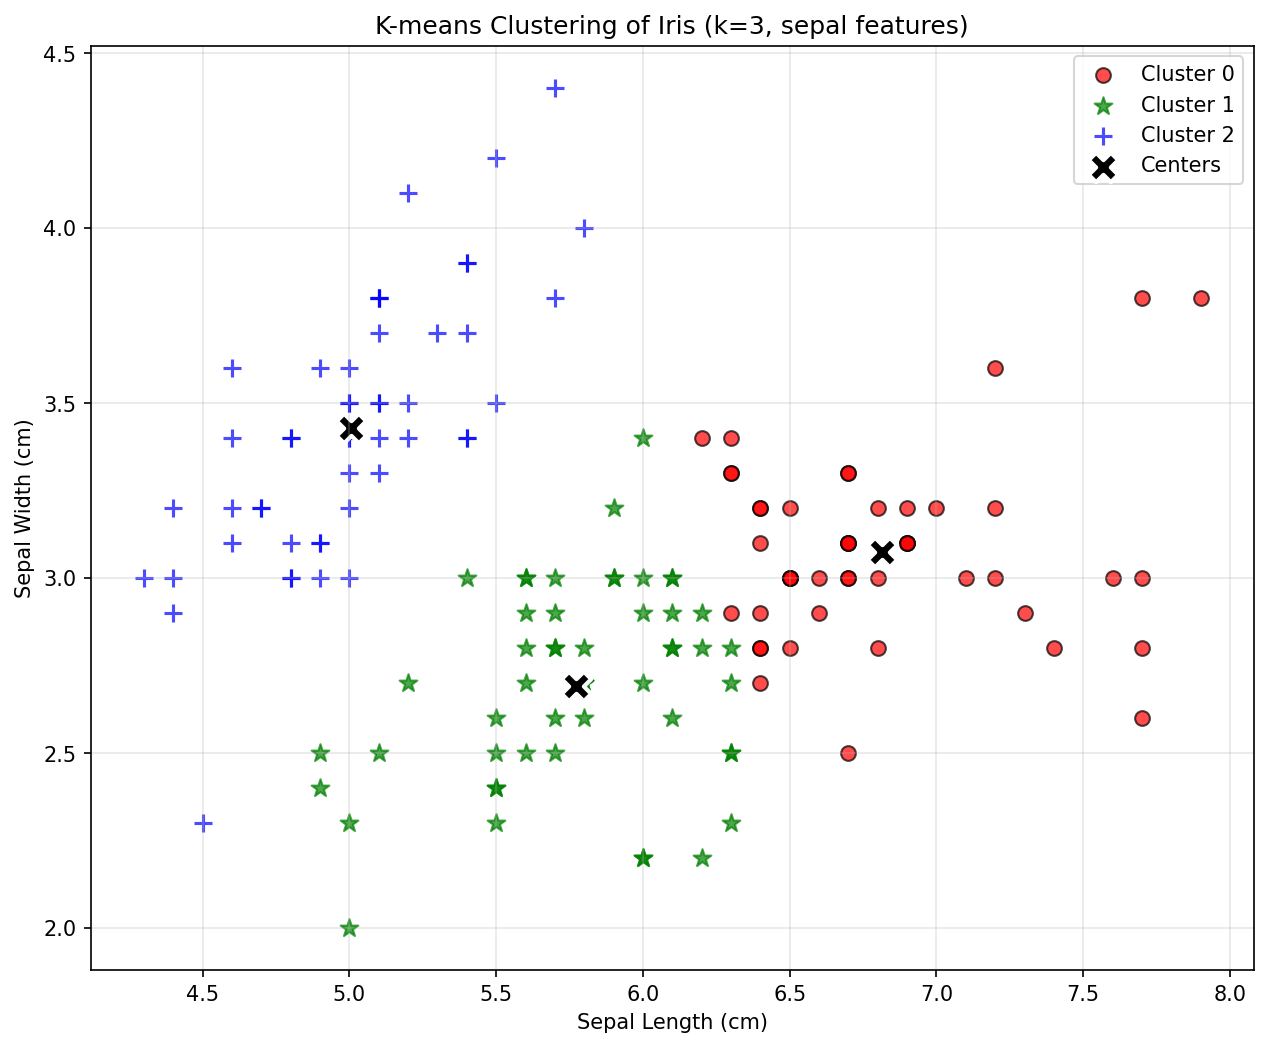 K-means Clustering of Iris (k=3, sepal features)
Cluster 0
Cluster 1
Cluster 2
Centers
Sepal Width (cm)
4.5
4.0
3.5
3.0
2.5
2.0
4.5 5.0 5.5 6.0 6.5 7.0 7.5 8.0
Sepal Length (cm)